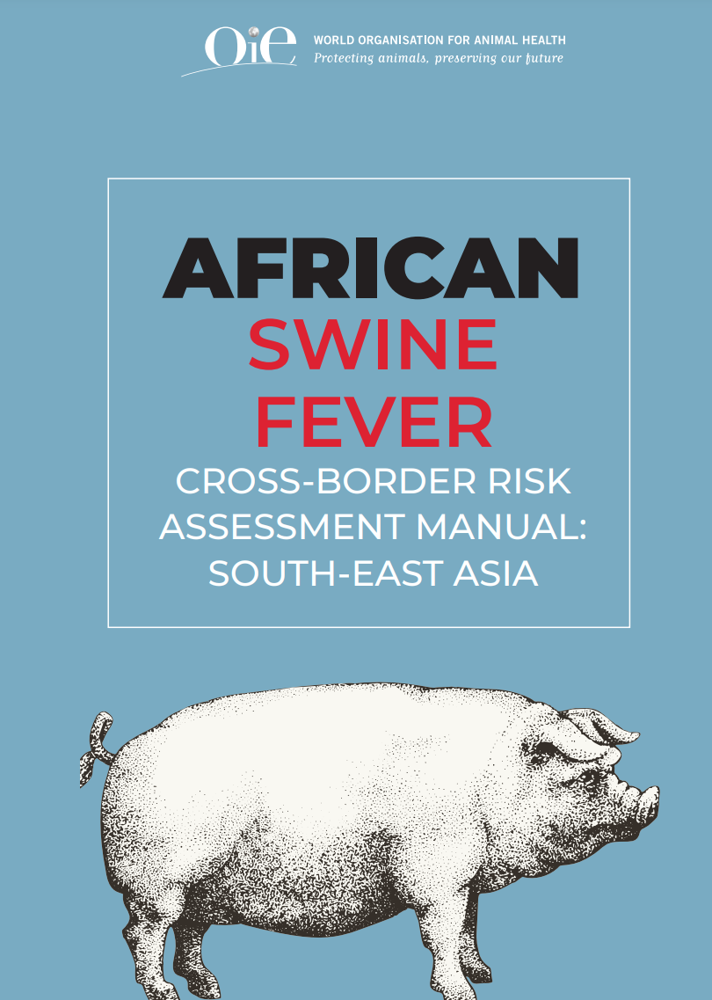 oie
WORLD ORGANISATION FOR ANIMAL HEALTH
Protecting animals, preserving our future
AFRICAN
SWINE
FEVER
CROSS-BORDER RISK
ASSESSMENT MANUAL:
SOUTH-EAST ASIA